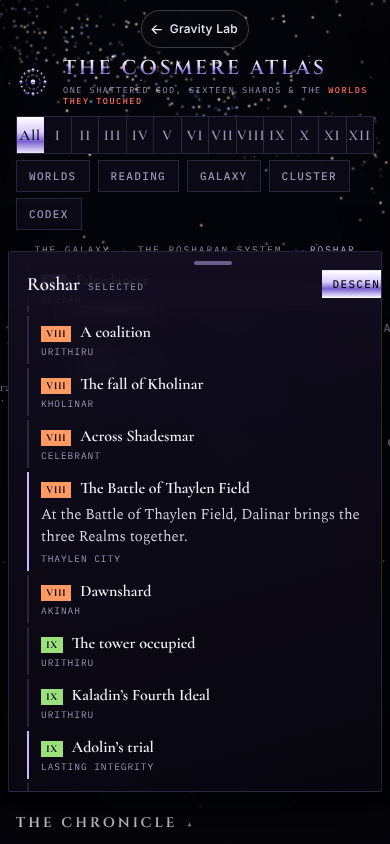 ← Gravity Lab
THE COSMERE ATLAS
ONE SHATTERED GOD, SIXTEEN SHARDS & THE WORLDS
THEY TOUCHED
All I II III IV V VI VII VIII IX X XI XII
WORLDS READING GALAXY CLUSTER
CODEX
THE GALAXY · THE ROSHARAN SYSTEM · ROSHAR
Roshar SELECTED
DESCEN
VIII A coalition
URITHIRU
VIII The fall of Kholinar
KHOLINAR
VIII Across Shadesmar
CELEBRANT
VIII The Battle of Thaylen Field
At the Battle of Thaylen Field, Dalinar brings the
three Realms together.
THAYLEN CITY
VIII Dawnshard
AKINAH
IX The tower occupied
URITHIRU
IX Kaladin's Fourth Ideal
URITHIRU
IX Adolin's trial
LASTING INTEGRITY
THE CHRONICLE ▴